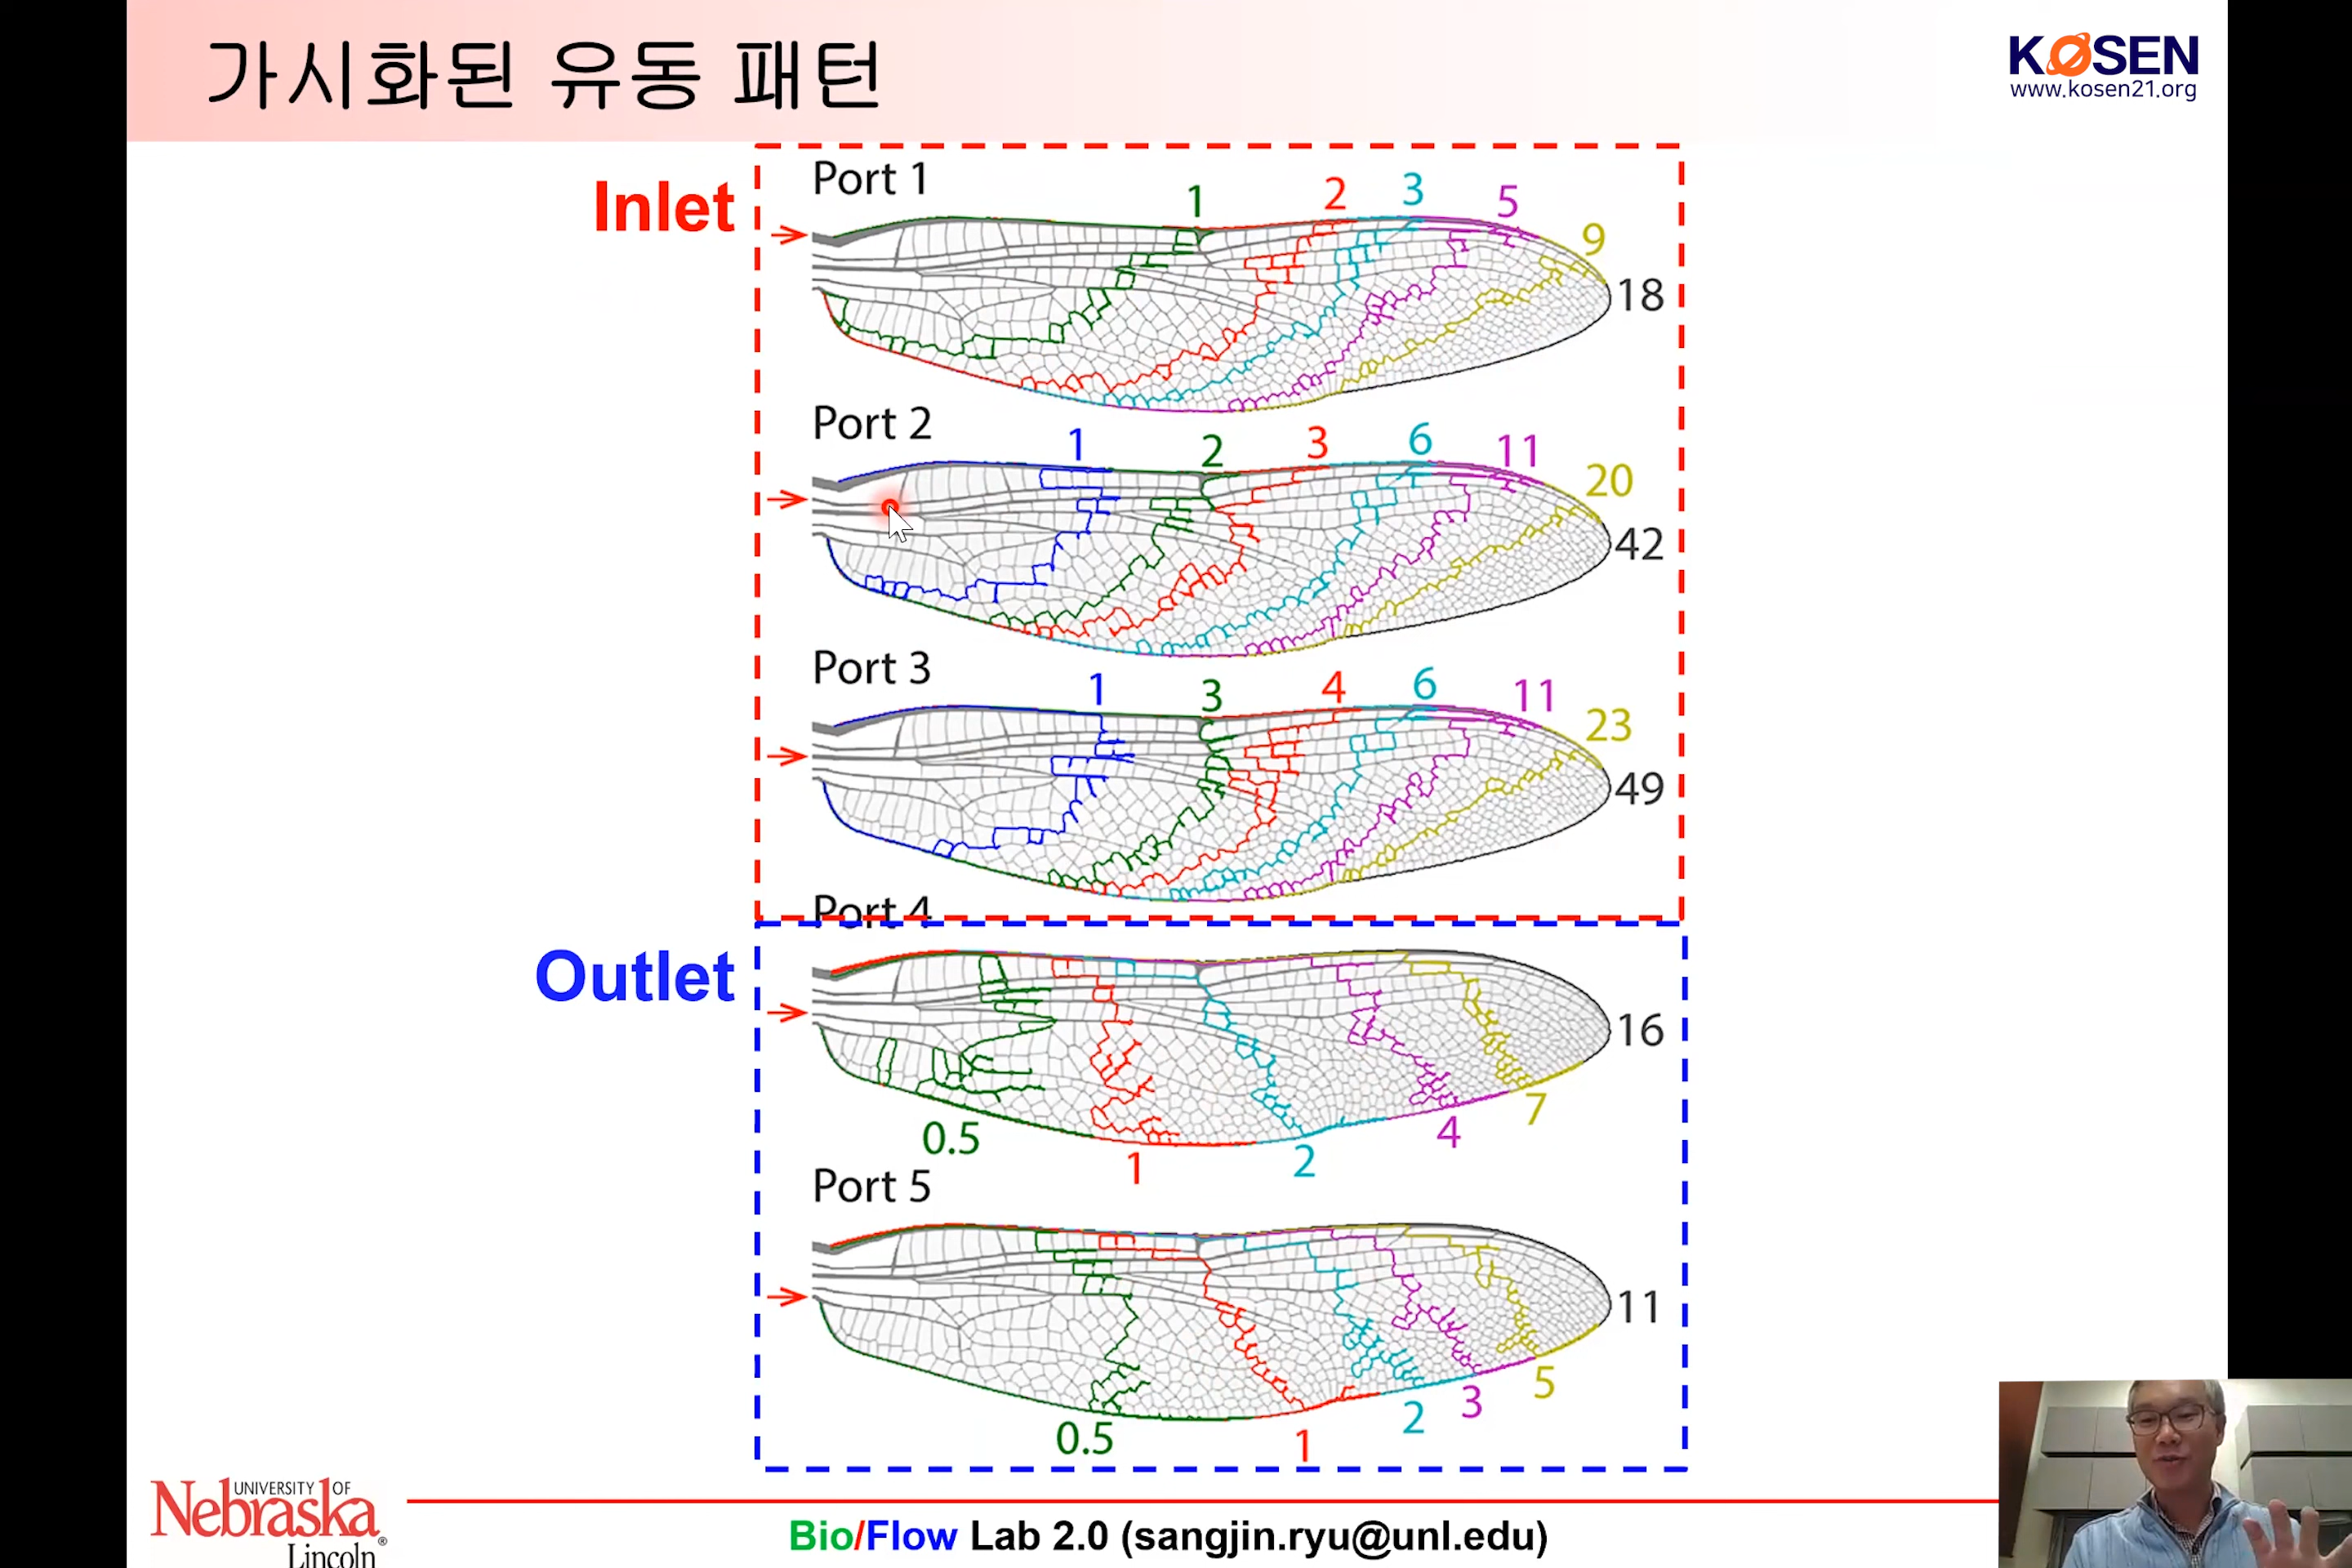 가시화된 유동 패턴
KOSEN
www.kosen21.org
Inlet
Port 1
1 2 3 5 9 18
Port 2
1 2 3 6 11 20 42
Port 3
1 3 4 6 11 23 49
Port 4
Outlet
16
0.5 1 2 4 7
Port 5
11
0.5 1 2 3 5
UNIVERSITY OF
Nebraska®
Lincoln
Bio/Flow Lab 2.0 (sangjin.ryu@unl.edu)